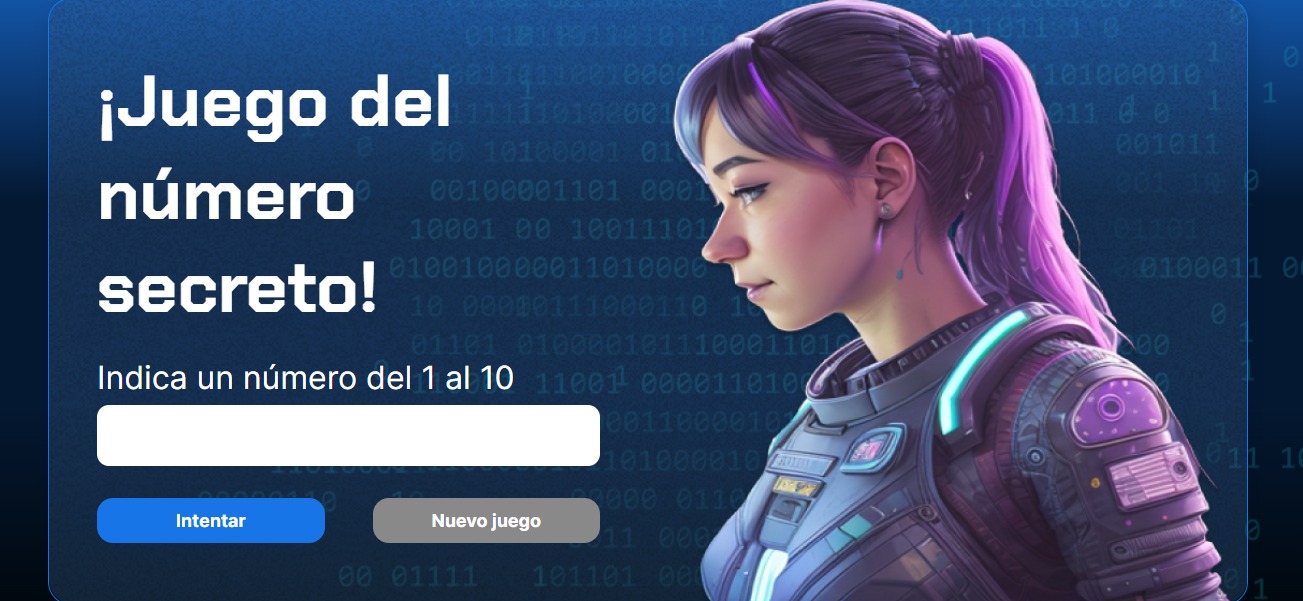 ¡Juego del
número
secreto!
Indica un número del 1 al 10
Intentar
Nuevo juego